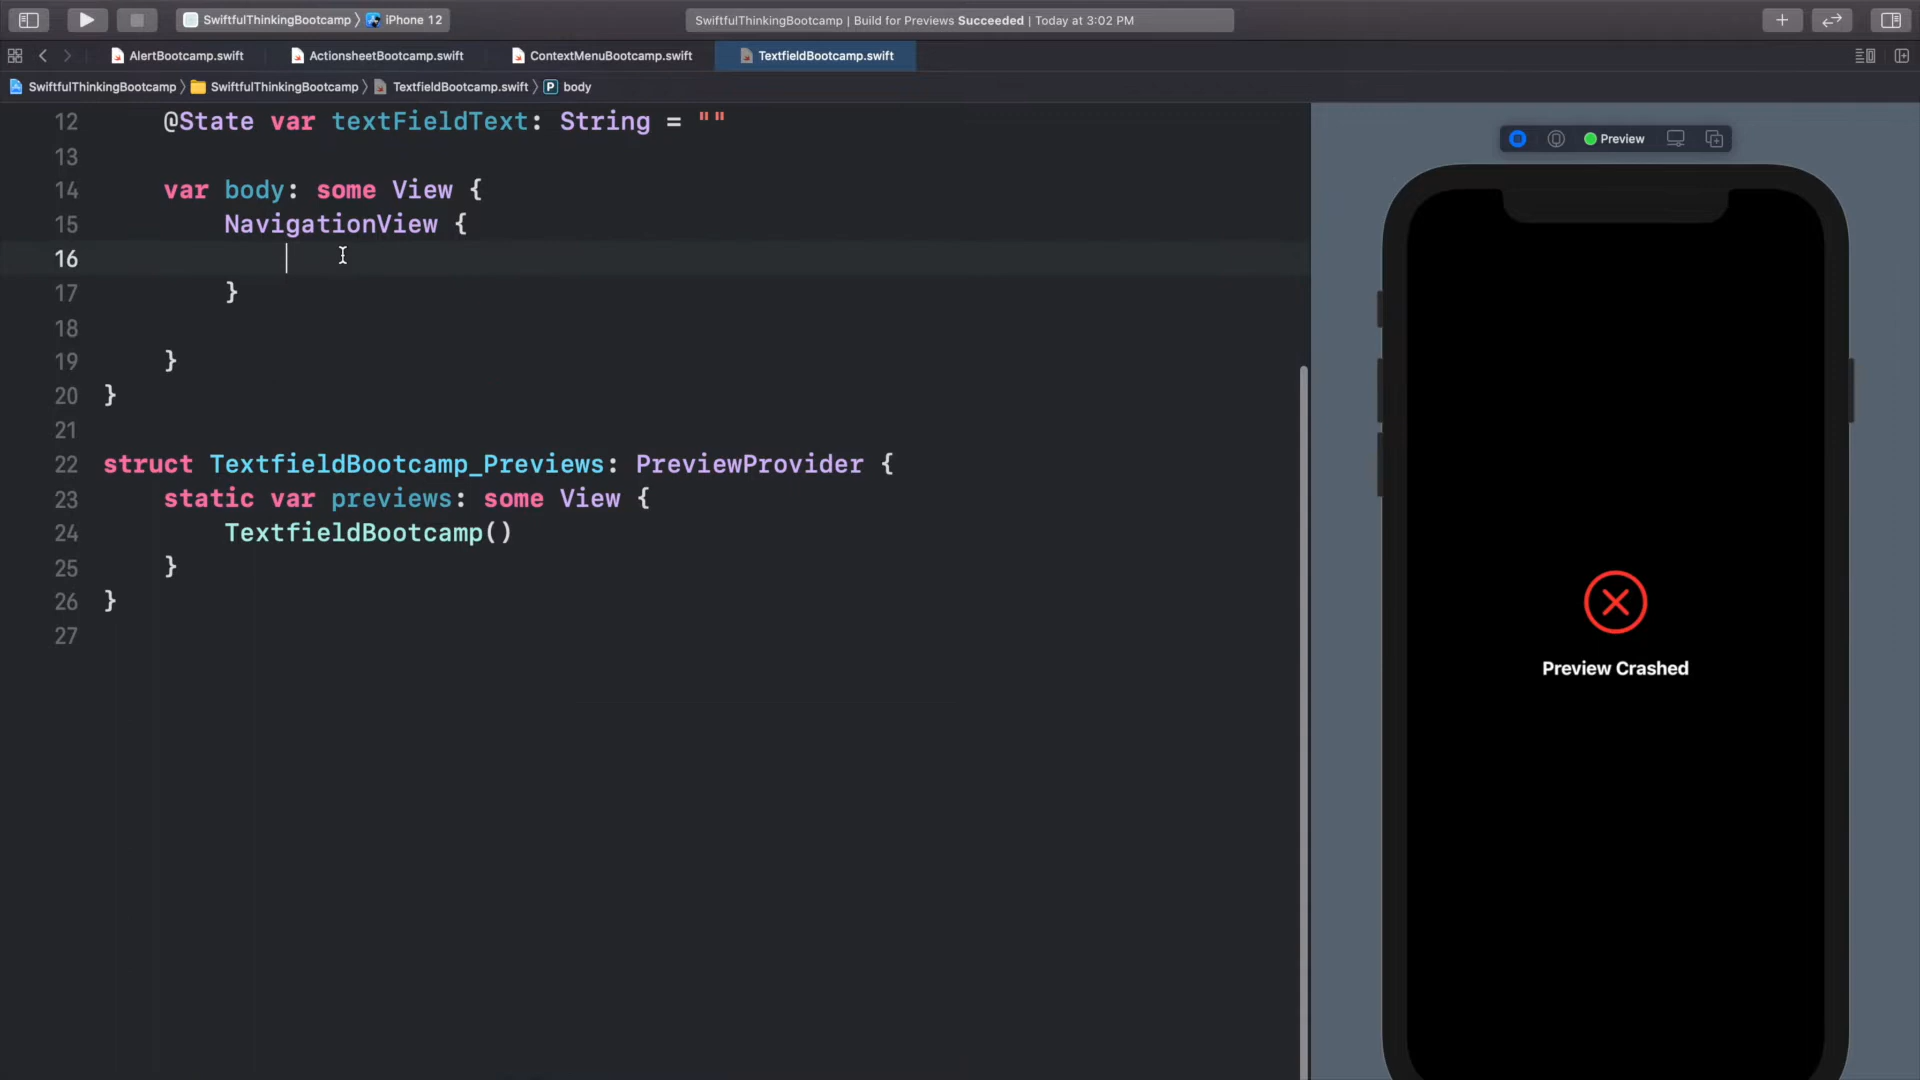 SwiftfulThinkingBootcamp 〉 iPhone 12
SwiftfulThinkingBootcamp | Build for Previews Succeeded | Today at 3:02 PM
AlertBootcamp.swift
ActionsheetBootcamp.swift
ContextMenuBootcamp.swift
TextfieldBootcamp.swift
SwiftfulThinkingBootcamp 〉 SwiftfulThinkingBootcamp 〉 TextfieldBootcamp.swift 〉 P body
12 @State var textFieldText: String = ""
13
14 var body: some View {
15 NavigationView {
16
17 }
18
19 }
20 }
21
22 struct TextfieldBootcamp_Previews: PreviewProvider {
23 static var previews: some View {
24 TextfieldBootcamp()
25 }
26 }
27
Preview
Preview Crashed